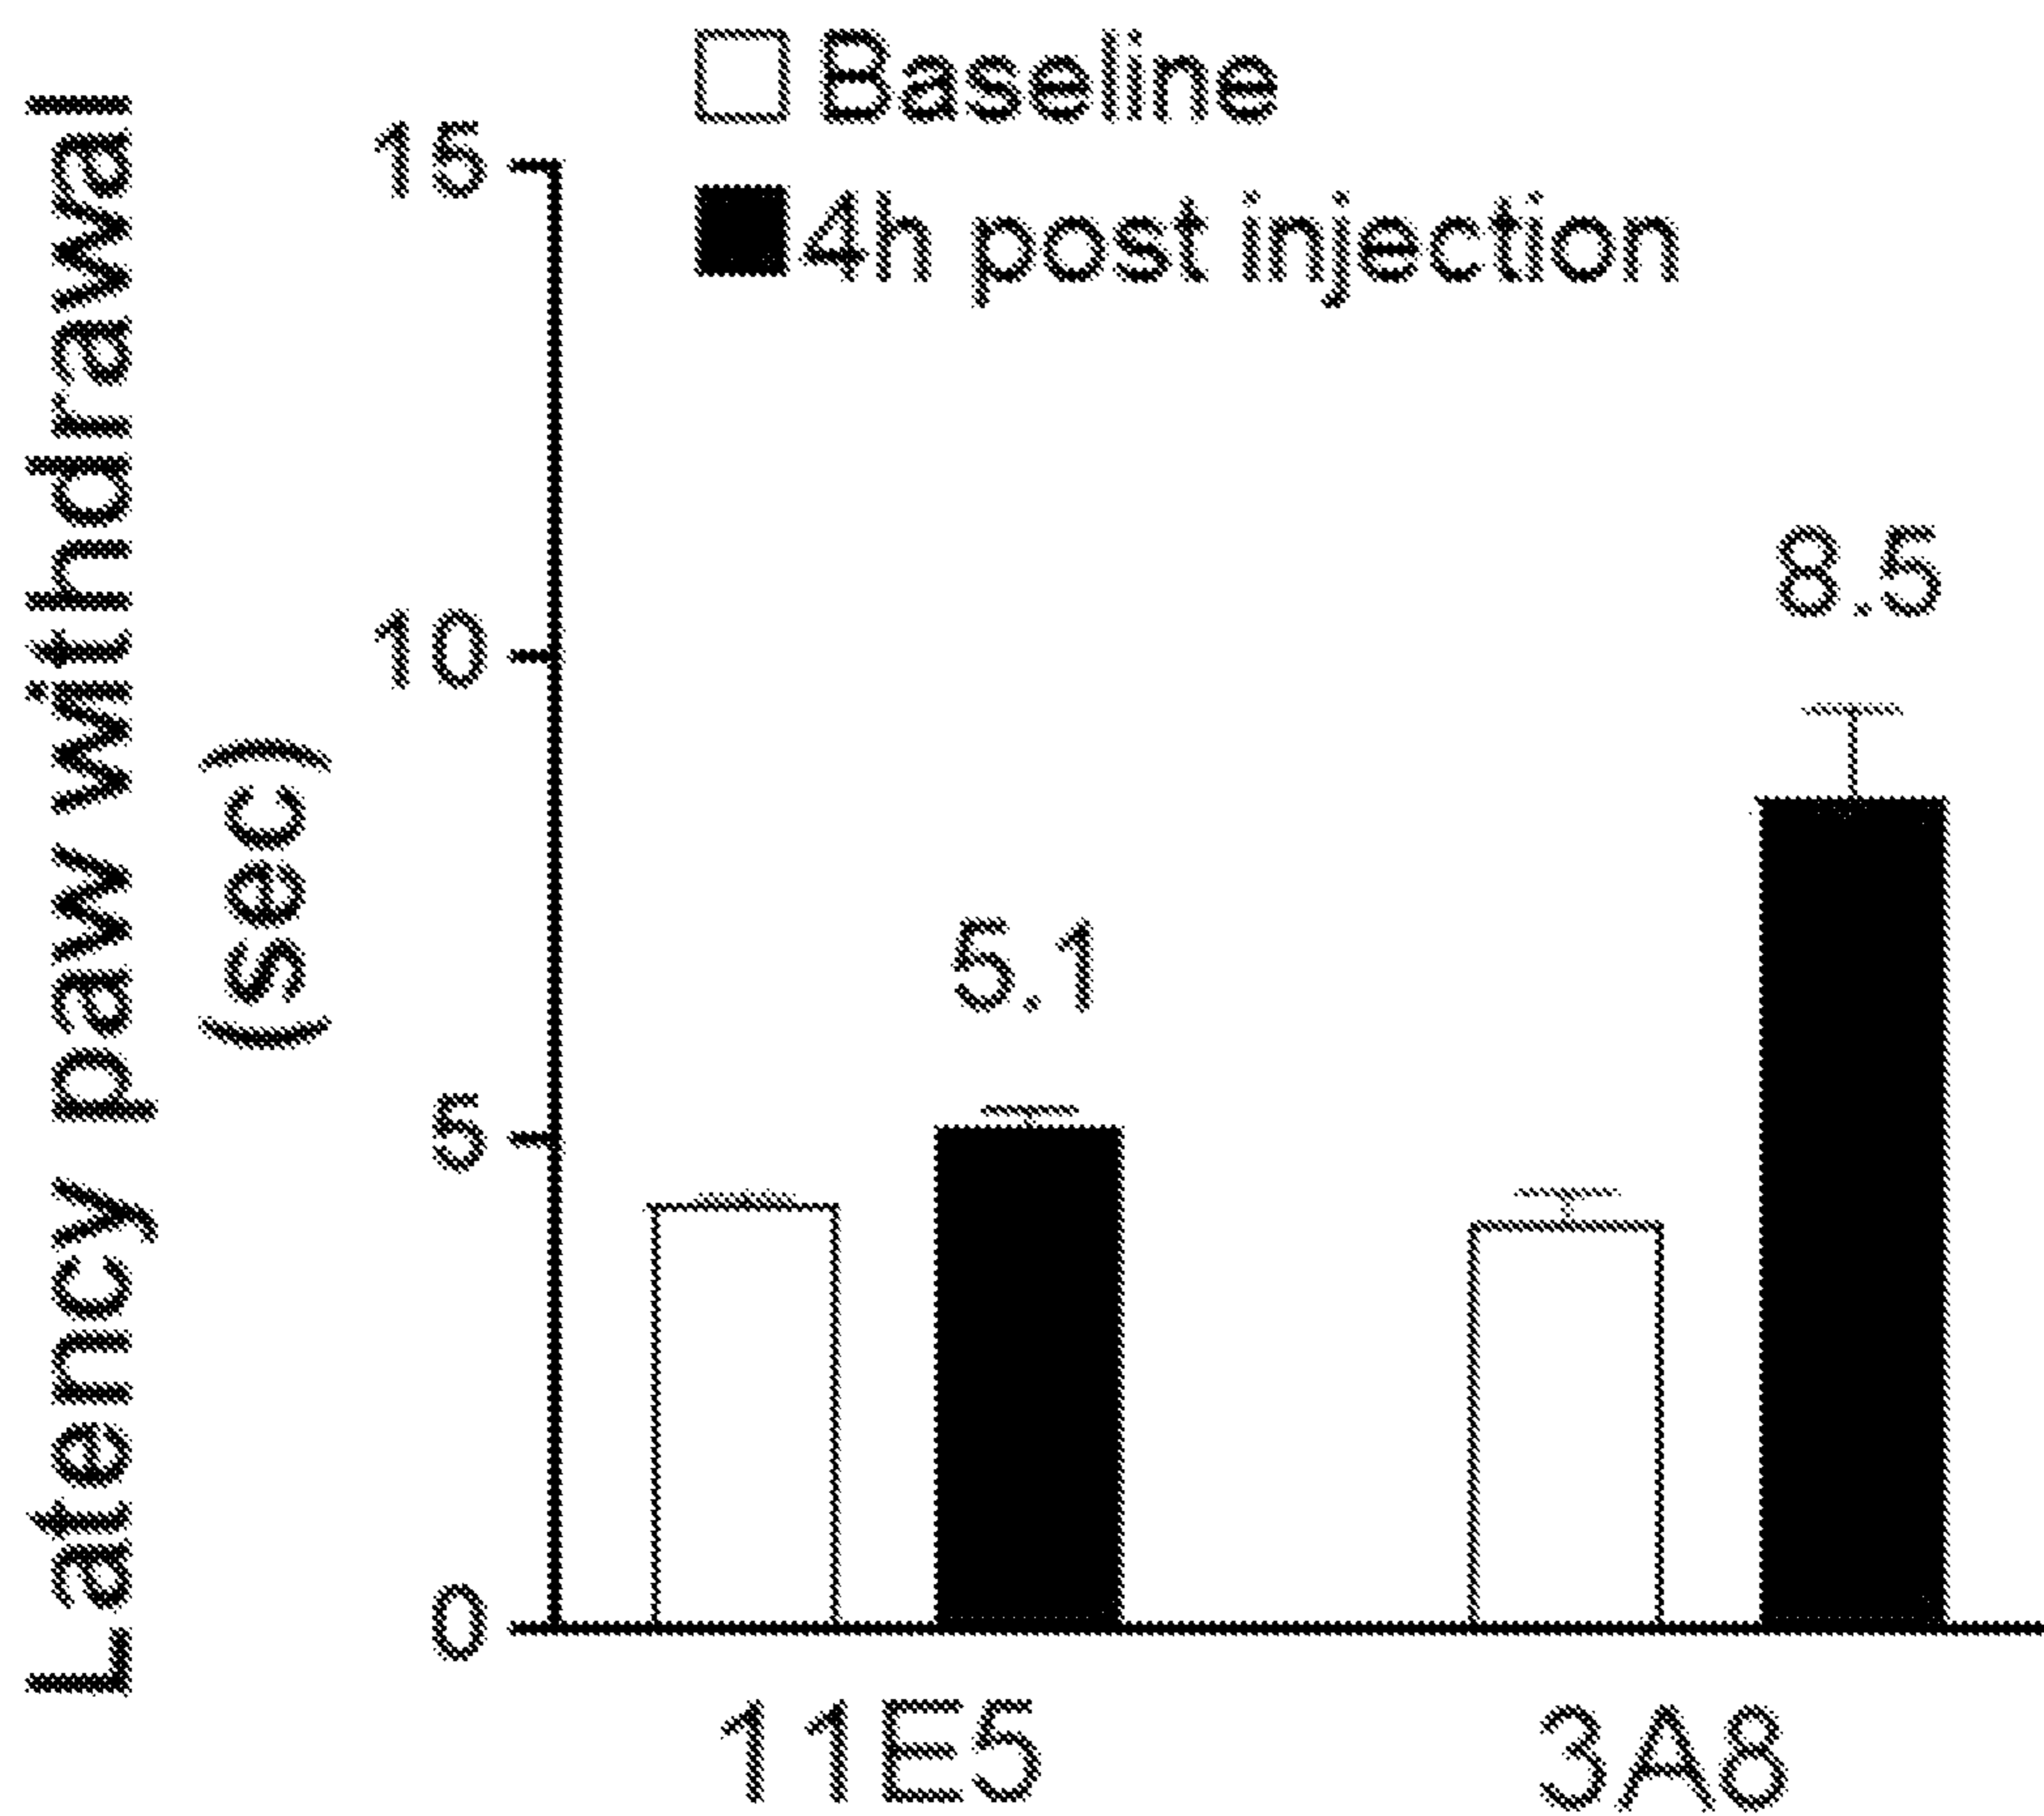 Baseline
4h post injection
Latency paw withdrawal
(sec)
15
10
5
0
8.5
5.1
11E5
3A8